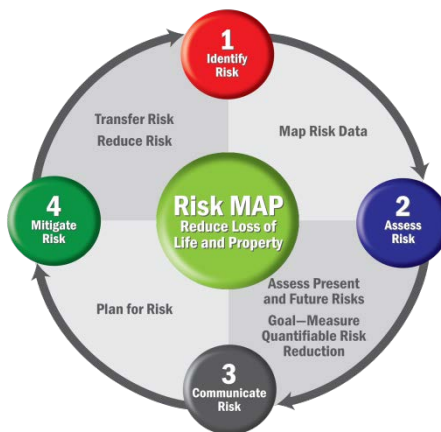 1
Identify
Risk
Transfer Risk
Reduce Risk
Map Risk Data
4
Mitigate
Risk
Risk MAP
Reduce Loss of
Life and Property
2
Assess
Risk
Plan for Risk
Assess Present
and Future Risks
Goal—Measure
Quantifiable Risk
Reduction
3
Communicate
Risk